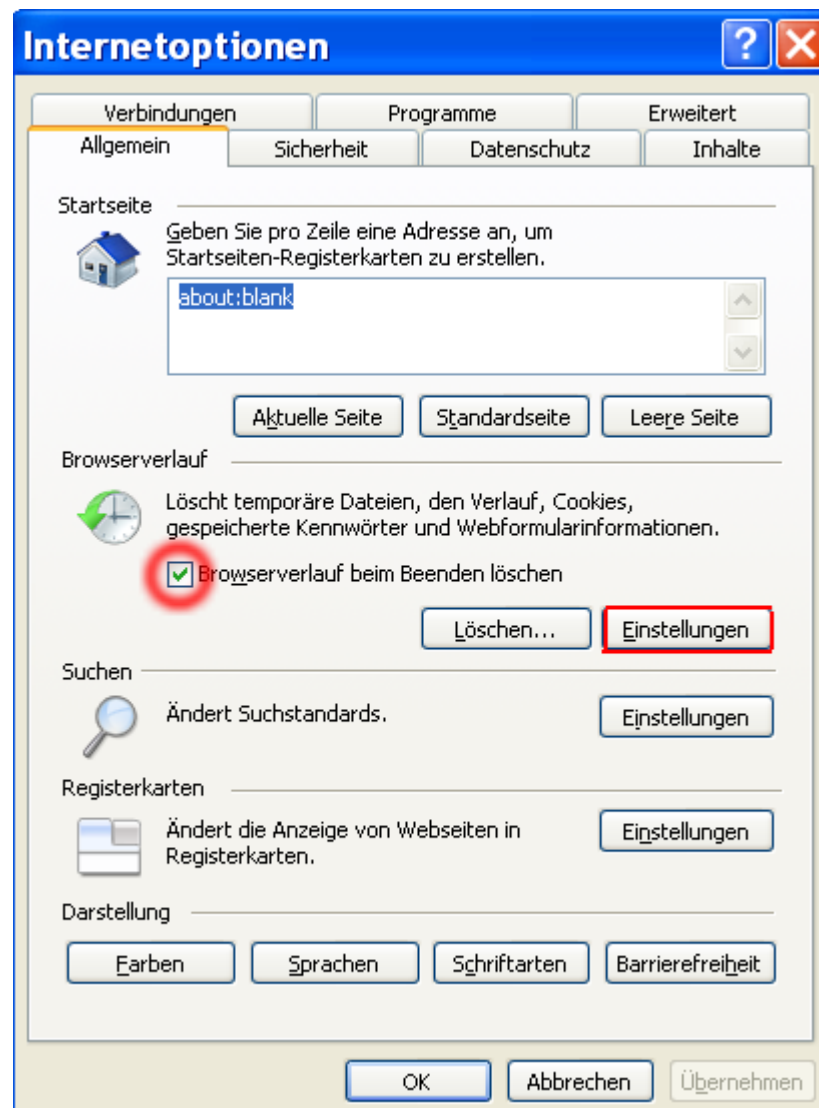 Internetoptionen
Verbindungen Programme Erweitert
Allgemein Sicherheit Datenschutz Inhalte
Startseite
Geben Sie pro Zeile eine Adresse an, um
Startseiten-Registerkarten zu erstellen.
about:blank
Aktuelle Seite Standardseite Leere Seite
Browserverlauf
Löscht temporäre Dateien, den Verlauf, Cookies,
gespeicherte Kennwörter und Webformularinformationen.
Browserverlauf beim Beenden löschen
Löschen... Einstellungen
Suchen
Ändert Suchstandards.
Einstellungen
Registerkarten
Ändert die Anzeige von Webseiten in
Registerkarten.
Einstellungen
Darstellung
Farben Sprachen Schriftarten Barrierefreiheit
OK Abbrechen Übernehmen